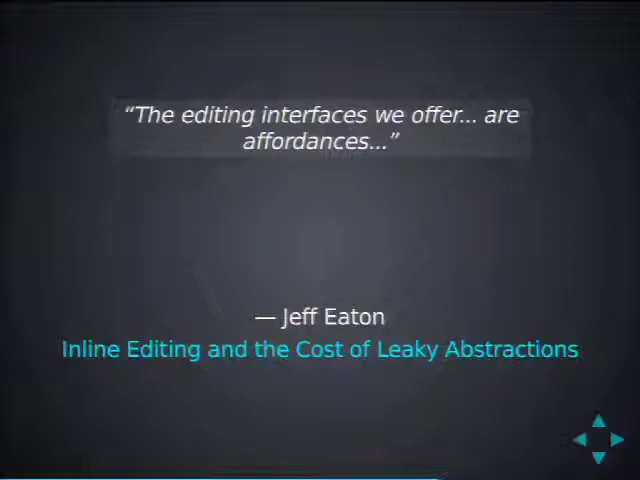 “The editing interfaces we offer... are
affordances...”
— Jeff Eaton
Inline Editing and the Cost of Leaky Abstractions